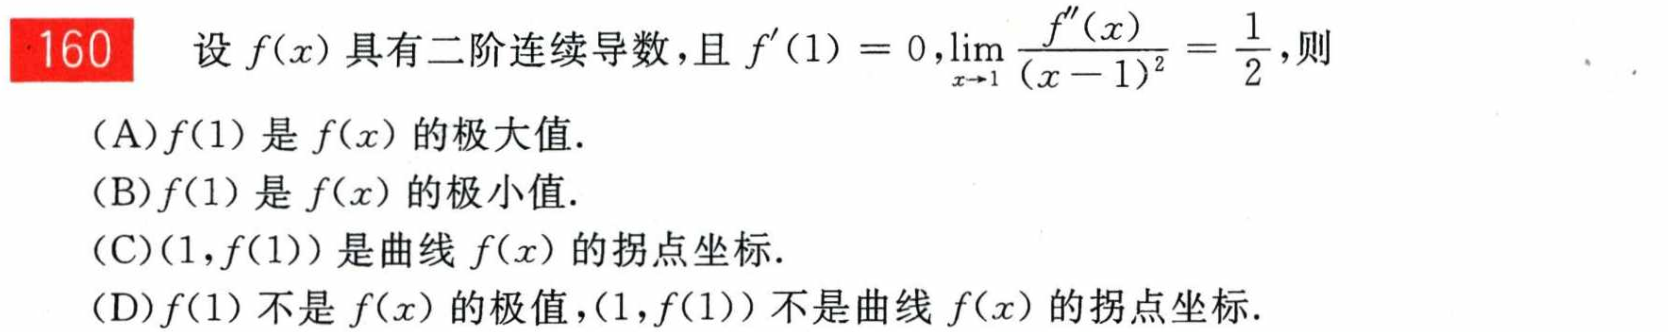 160 设 f(x) 具有二阶连续导数,且 f′(1) = 0, lim_{x→1} f″(x)/(x−1)² = 1/2,则
(A)f(1) 是 f(x) 的极大值.
(B)f(1) 是 f(x) 的极小值.
(C)(1,f(1)) 是曲线 f(x) 的拐点坐标.
(D)f(1) 不是 f(x) 的极值,(1,f(1)) 不是曲线 f(x) 的拐点坐标.